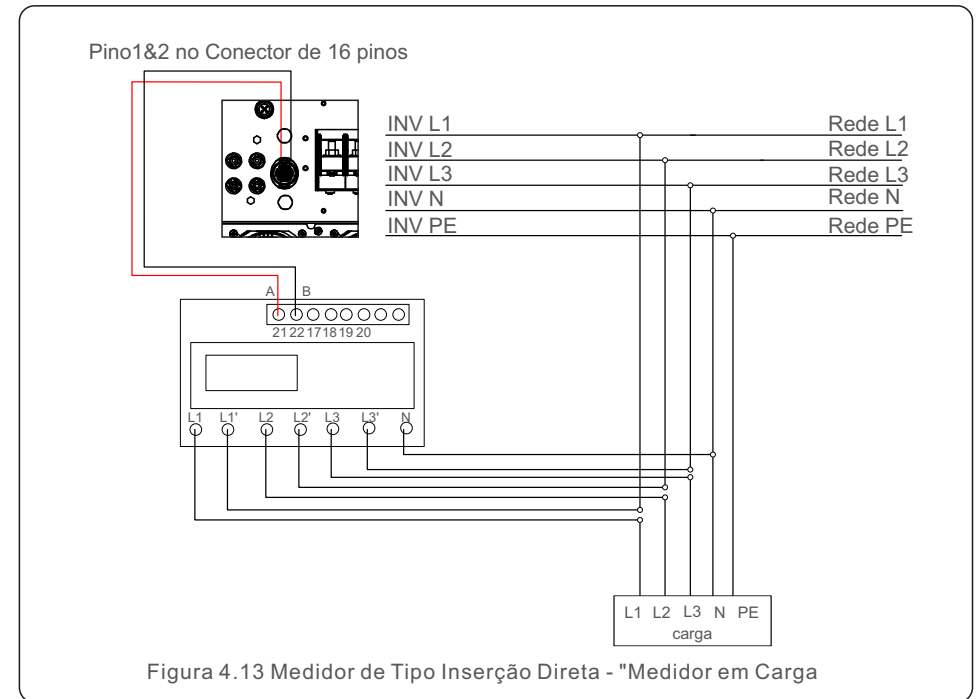 Pino1&2 no Conector de 16 pinos
INV L1 Rede L1
INV L2 Rede L2
INV L3 Rede L3
INV N Rede N
INV PE Rede PE
A B
21 22 17 18 19 20
L1 L1' L2 L2' L3 L3' N
L1 L2 L3 N PE
carga
Figura 4.13 Medidor de Tipo Inserção Direta - "Medidor em Carga